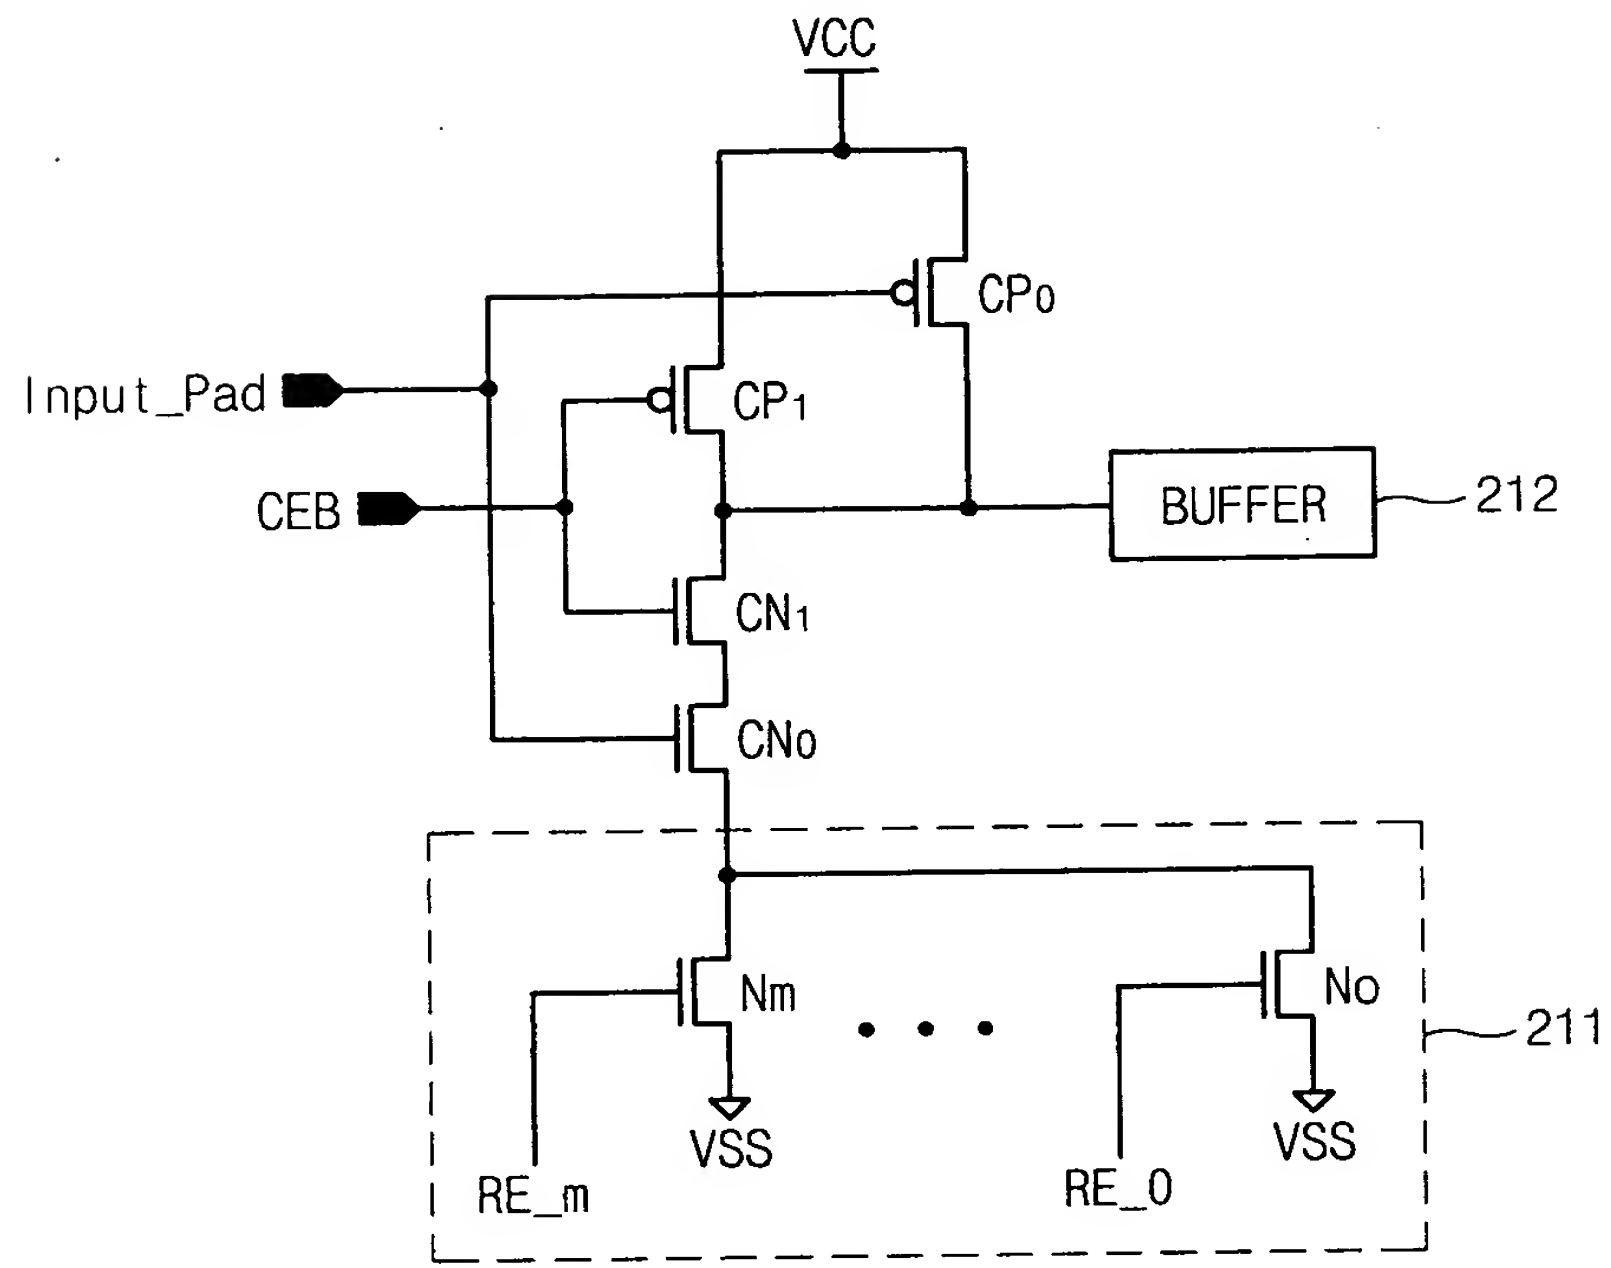 VCC
CP0
Input_Pad
CP1
CEB
BUFFER
212
CN1
CN0
Nm
N0
211
VSS
VSS
RE_m
RE_0